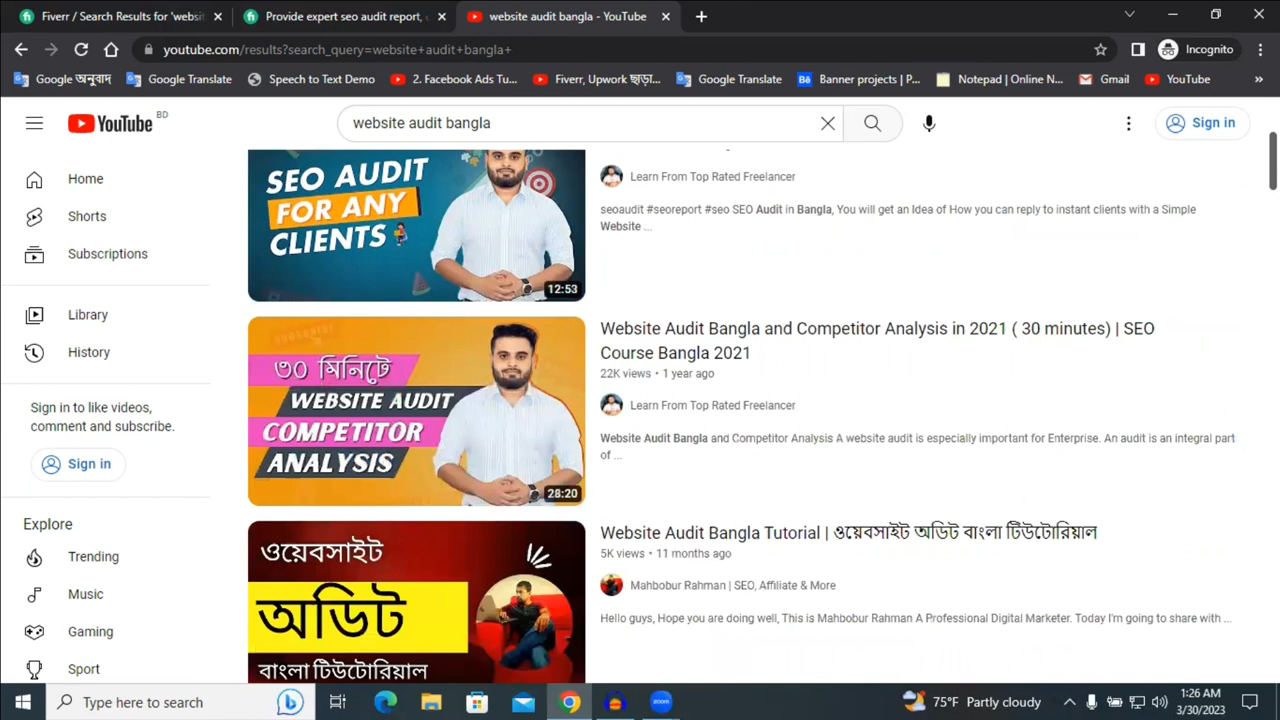 Fiverr / Search Results for 'websit
Provide expert seo audit report,
website audit bangla - YouTube
youtube.com/results?search_query=website+audit+bangla+
Incognito
Google অনুবাদ
Google Translate
Speech to Text Demo
2. Facebook Ads Tu...
Fiverr, Upwork ছাড়া...
Google Translate
Bē Banner projects | P...
Notepad | Online N...
Gmail
YouTube
»
YouTube BD
website audit bangla
Sign in
Home
Shorts
Subscriptions
Library
History
Sign in to like videos,
comment and subscribe.
Sign in
Explore
Trending
Music
Gaming
Sport
SEO AUDIT
FOR ANY
CLIENTS
12:53
Learn From Top Rated Freelancer
seoaudit #seoreport #seo SEO Audit in Bangla, You will get an Idea of How you can reply to instant clients with a Simple
Website ...
৩০ মিনিটে
WEBSITE AUDIT
COMPETITOR
ANALYSIS
28:20
Website Audit Bangla and Competitor Analysis in 2021 ( 30 minutes) | SEO
Course Bangla 2021
22K views • 1 year ago
Learn From Top Rated Freelancer
Website Audit Bangla and Competitor Analysis A website audit is especially important for Enterprise. An audit is an integral part
of ...
ওয়েবসাইট
অডিট
বাংলা টিউটোরিয়াল
Website Audit Bangla Tutorial | ওয়েবসাইট অডিট বাংলা টিউটোরিয়াল
5K views • 11 months ago
Mahbobur Rahman | SEO, Affiliate & More
Hello guys, Hope you are doing well, This is Mahbobur Rahman A Professional Digital Marketer. Today I'm going to share with ...
Type here to search
zoom
75°F Partly cloudy
1:26 AM
3/30/2023